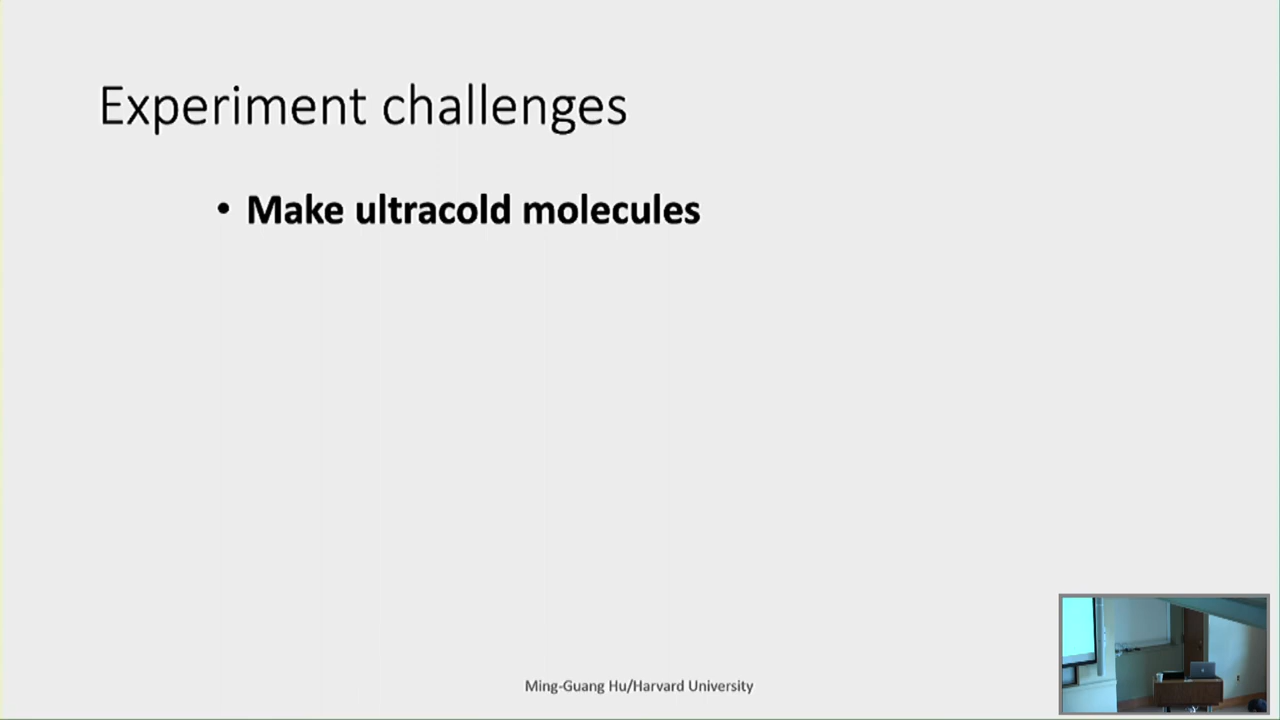 Experiment challenges
• Make ultracold molecules
Ming-Guang Hu/Harvard University